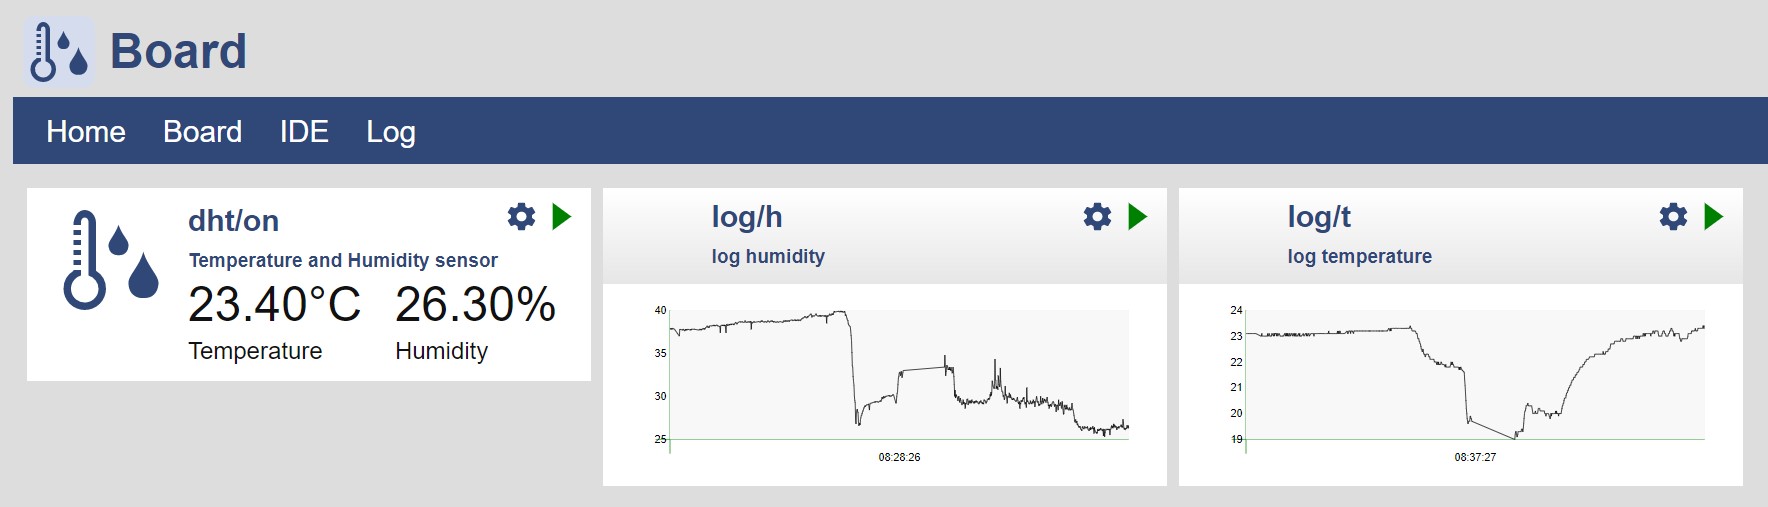 Board
Home Board IDE Log
dht/on
Temperature and Humidity sensor
23.40°C 26.30%
Temperature Humidity
log/h
log humidity
40
35
30
25
08:28:26
log/t
log temperature
24
23
22
21
20
19
08:37:27